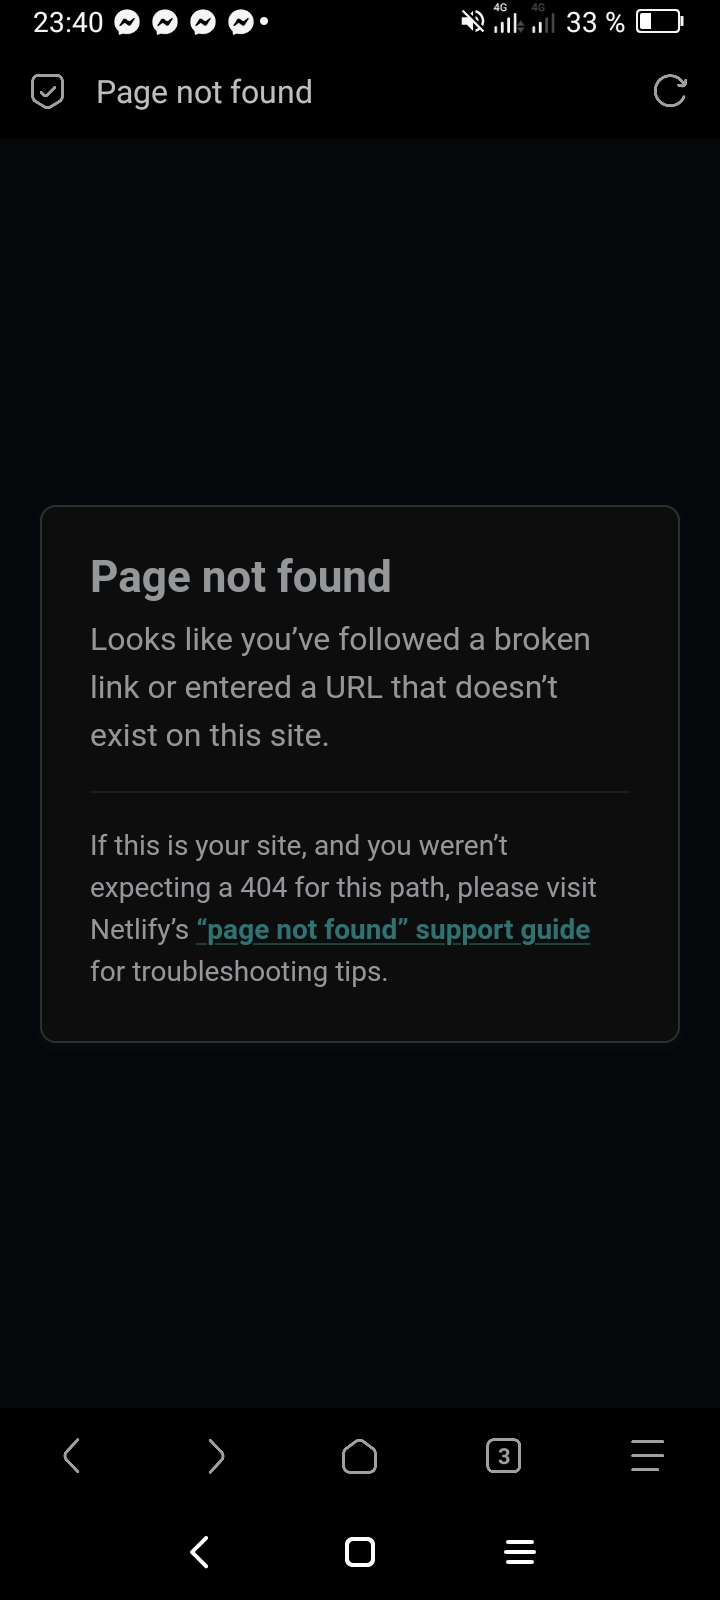 23:40
4G 4G 33 %
Page not found
Page not found
Looks like you’ve followed a broken
link or entered a URL that doesn’t
exist on this site.
If this is your site, and you weren’t
expecting a 404 for this path, please visit
Netlify’s “page not found” support guide
for troubleshooting tips.
3